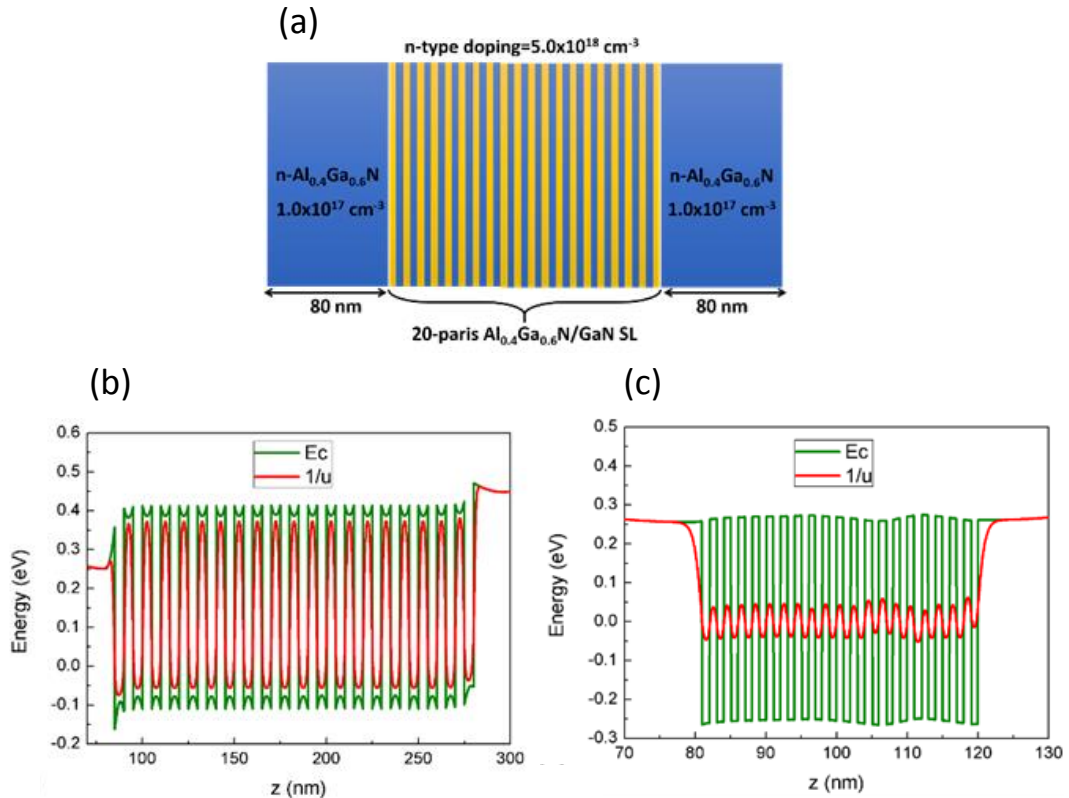 (a)
n-type doping=5.0x10¹⁸ cm⁻³
n-Al₀.₄Ga₀.₆N
1.0x10¹⁷ cm⁻³
n-Al₀.₄Ga₀.₆N
1.0x10¹⁷ cm⁻³
80 nm
80 nm
20-paris Al₀.₄Ga₀.₆N/GaN SL
(b)
0.6
0.5
0.4
0.3
0.2
0.1
0.0
-0.1
-0.2
Energy (eV)
Ec
1/u
100
150
200
250
300
z (nm)
(c)
0.5
0.4
0.3
0.2
0.1
0.0
-0.1
-0.2
-0.3
Energy (eV)
Ec
1/u
70
80
90
100
110
120
130
z (nm)